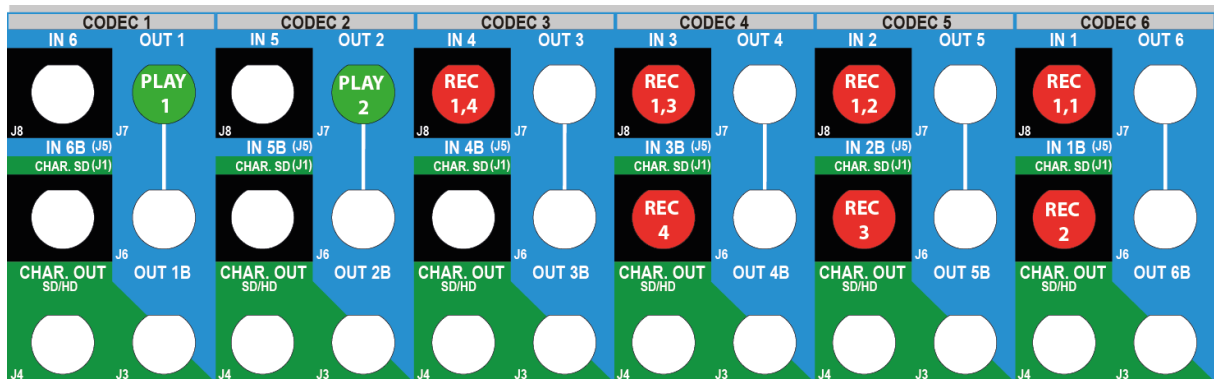 CODEC 1 CODEC 2 CODEC 3 CODEC 4 CODEC 5 CODEC 6
IN 6 OUT 1 IN 5 OUT 2 IN 4 OUT 3 IN 3 OUT 4 IN 2 OUT 5 IN 1 OUT 6
PLAY PLAY REC REC REC REC
1 2 1,4 1,3 1,2 1,1
J8 J7 J8 J7 J8 J7 J8 J7 J8 J7 J8 J7
IN 6B (J5) IN 5B (J5) IN 4B (J5) IN 3B (J5) IN 2B (J5) IN 1B (J5)
CHAR. SD (J1) CHAR. SD (J1) CHAR. SD (J1) CHAR. SD (J1) CHAR. SD (J1) CHAR. SD (J1)
REC REC REC
4 3 2
J6 J6 J6 J6 J6 J6
CHAR. OUT OUT 1B CHAR. OUT OUT 2B CHAR. OUT OUT 3B CHAR. OUT OUT 4B CHAR. OUT OUT 5B CHAR. OUT OUT 6B
SD/HD SD/HD SD/HD SD/HD SD/HD SD/HD
J4 J3 J4 J3 J4 J3 J4 J3 J4 J3 J4 J3